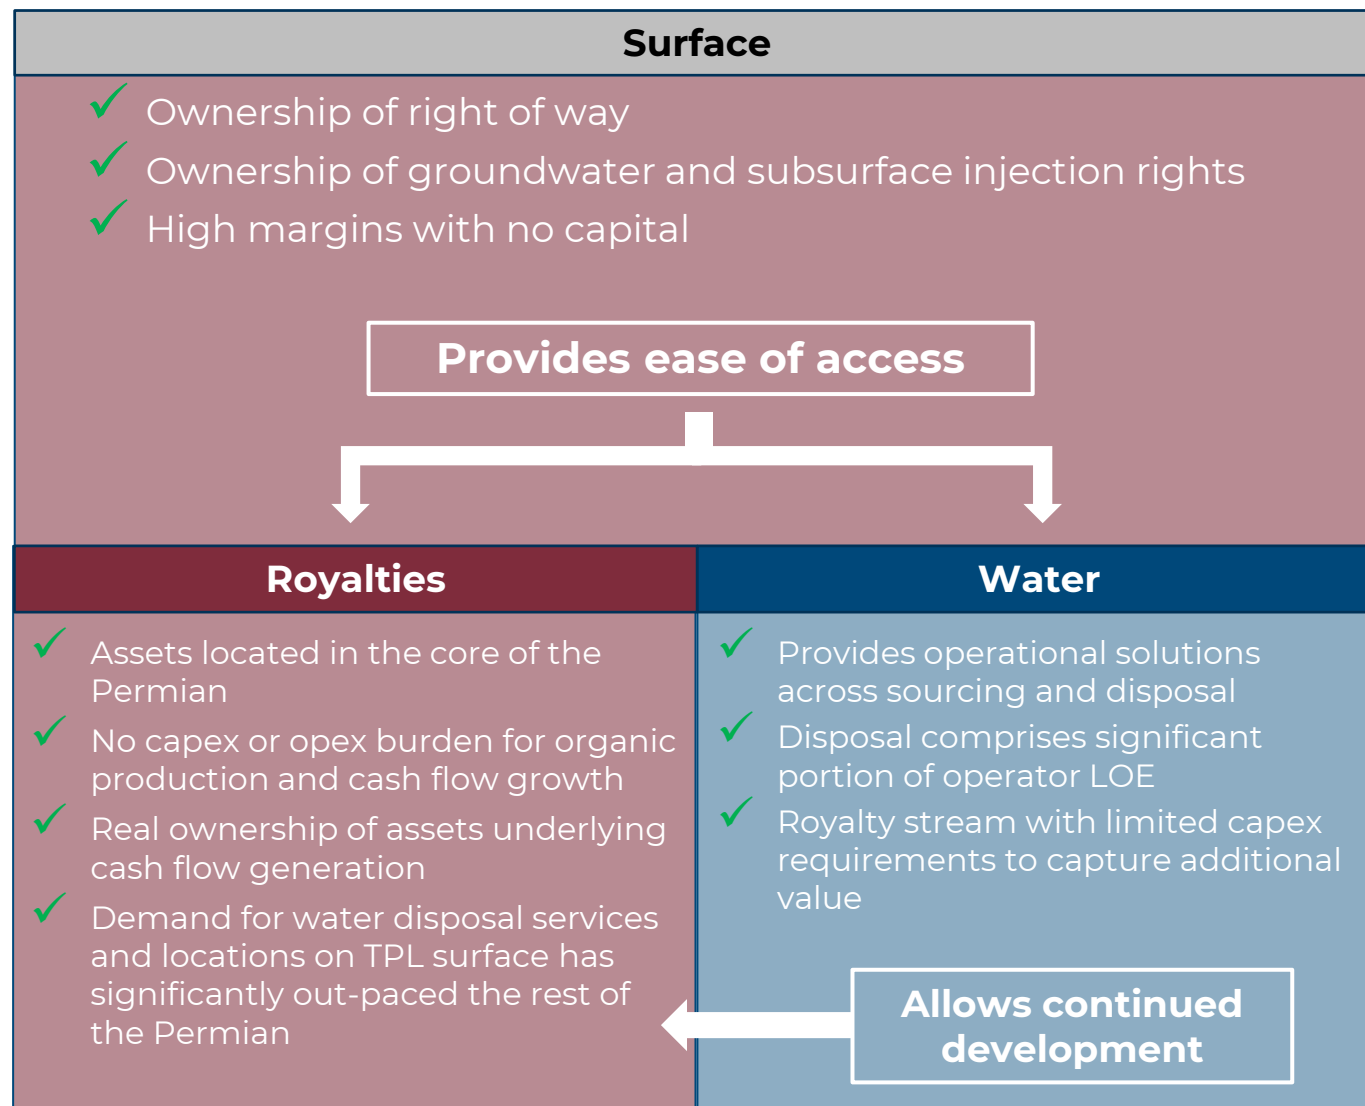 Surface
Ownership of right of way
Ownership of groundwater and subsurface injection rights
High margins with no capital
Provides ease of access
Royalties
Assets located in the core of the
Permian
No capex or opex burden for organic
production and cash flow growth
Real ownership of assets underlying
cash flow generation
Demand for water disposal services
and locations on TPL surface has
significantly out-paced the rest of
the Permian
Water
Provides operational solutions
across sourcing and disposal
Disposal comprises significant
portion of operator LOE
Royalty stream with limited capex
requirements to capture additional
value
Allows continued
development